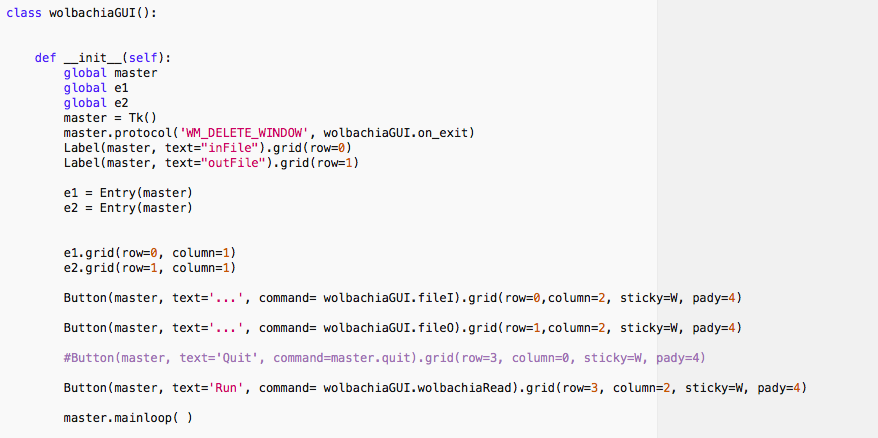 class wolbachiaGUI():
    def __init__(self):
        global master
        global e1
        global e2
        master = Tk()
        master.protocol('WM_DELETE_WINDOW', wolbachiaGUI.on_exit)
        Label(master, text="inFile").grid(row=0)
        Label(master, text="outFile").grid(row=1)
        e1 = Entry(master)
        e2 = Entry(master)
        e1.grid(row=0, column=1)
        e2.grid(row=1, column=1)
        Button(master, text='...', command= wolbachiaGUI.fileI).grid(row=0,column=2, sticky=W, pady=4)
        Button(master, text='...', command= wolbachiaGUI.fileO).grid(row=1,column=2, sticky=W, pady=4)
        #Button(master, text='Quit', command=master.quit).grid(row=3, column=0, sticky=W, pady=4)
        Button(master, text='Run', command= wolbachiaGUI.wolbachiaRead).grid(row=3, column=2, sticky=W, pady=4)
        master.mainloop( )